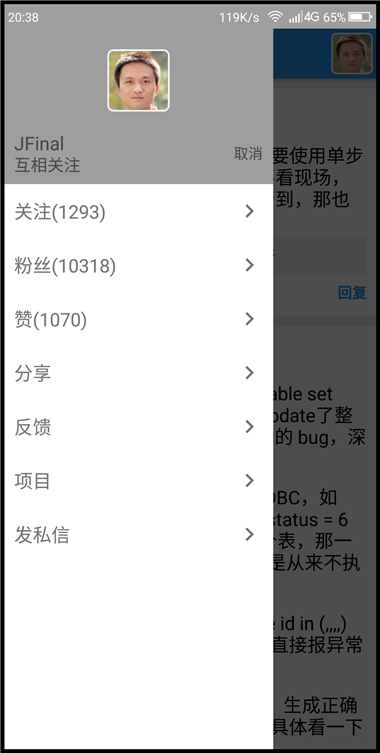 20:38
119K/s 4G 65%
JFinal
互相关注
取消
关注(1293)
粉丝(10318)
赞(1070)
分享
反馈
项目
发私信
要使用单步
看现场，
到，那也
回复
able set
date了整
的 bug，深
DBC，如
status = 6
表，那一
是从来不执
e id in (,,,,)
直接报异常
生成正确
具体看一下